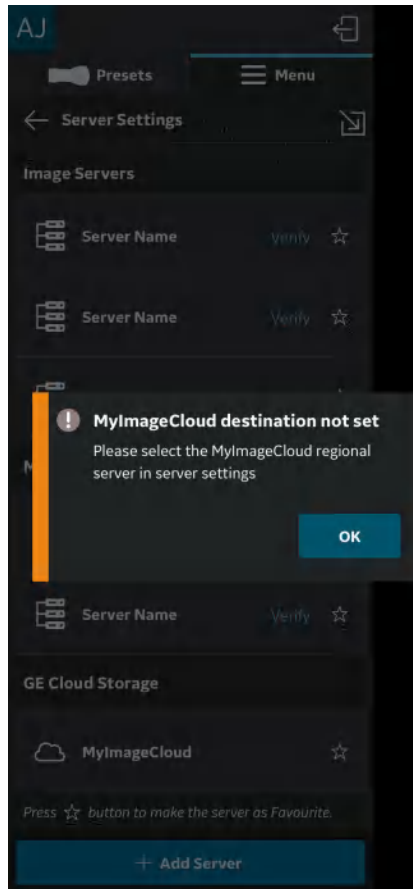 AJ
Presets
Menu
Server Settings
Image Servers
Server Name Verify
Server Name Verify
MyImageCloud destination not set
Please select the MyImageCloud regional
server in server settings
OK
Server Name Verify
GE Cloud Storage
MyImageCloud
Press ☆ button to make the server as Favourite.
+ Add Server